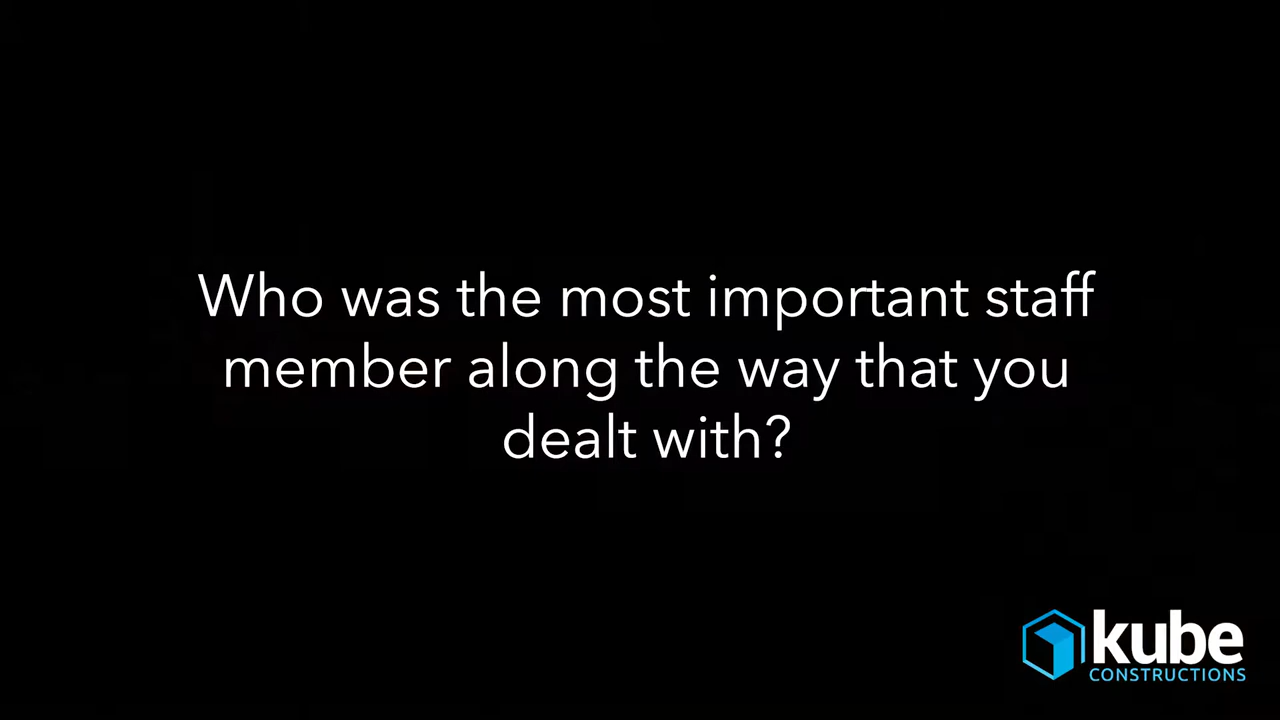 Who was the most important staff
member along the way that you
dealt with?
kube
CONSTRUCTIONS